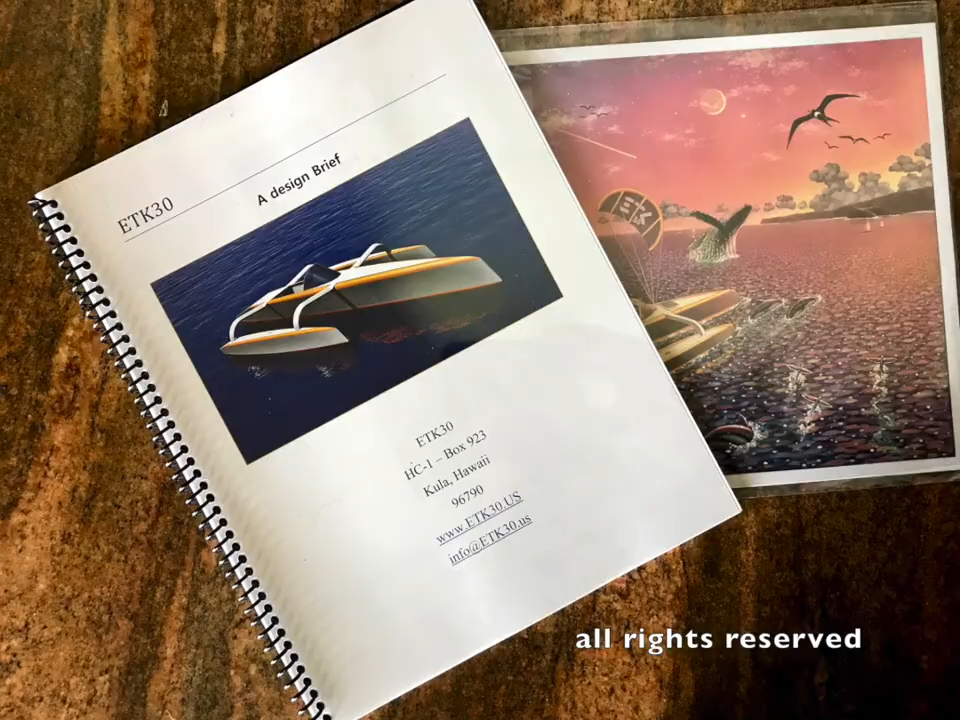 ETK30
A design Brief
ETK30
HC-1 – Box 923
Kula, Hawaii
96790
www.ETK30.US
info@ETK30.us
ETK
all rights reserved